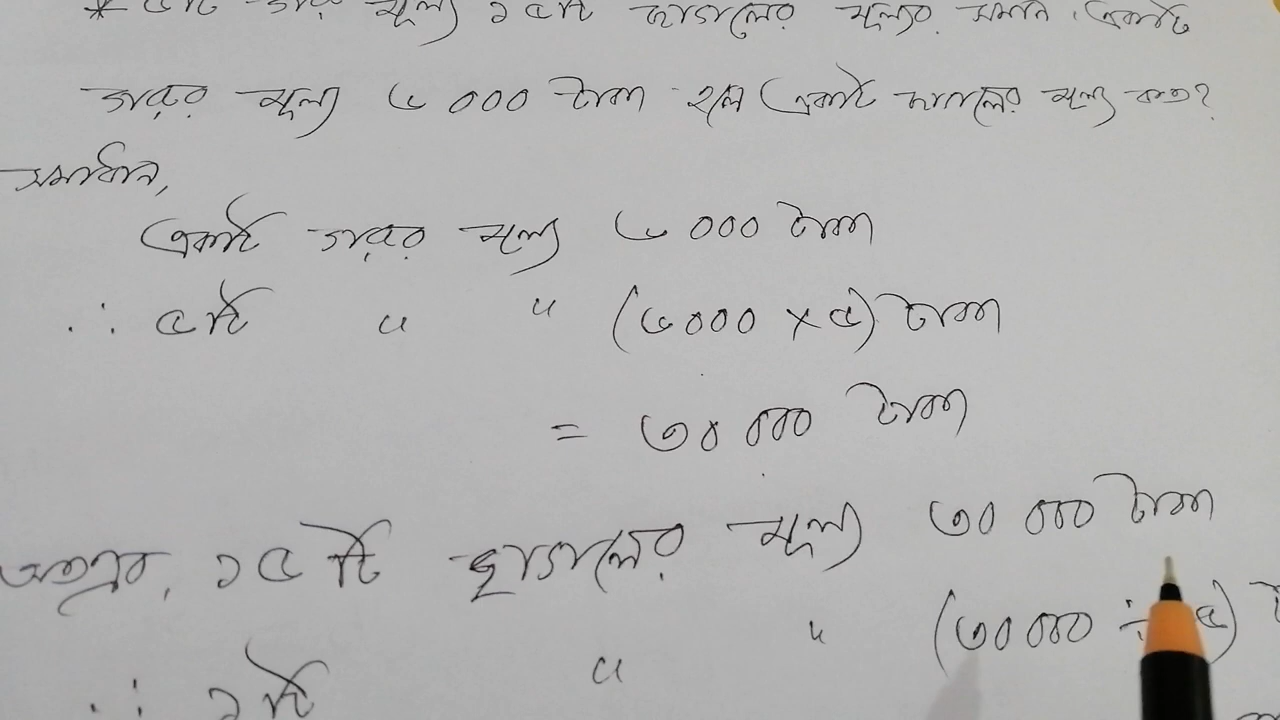 * ৫টি গরুর মূল্য ১৫টি ছাগলের মূল্যের সমান। একটি
গরুর মূল্য ৬০০০ টাকা হলে একটি ছাগলের মূল্য কত?
সমাধান,
একটি গরুর মূল্য ৬০০০ টাকা
∴ ৫টি " " (৬০০০ × ৫) টাকা
= ৩০০০০ টাকা
অতএব, ১৫টি ছাগলের মূল্য ৩০০০০ টাকা
∴ ১টি " " (৩০০০০ ÷ ৫)